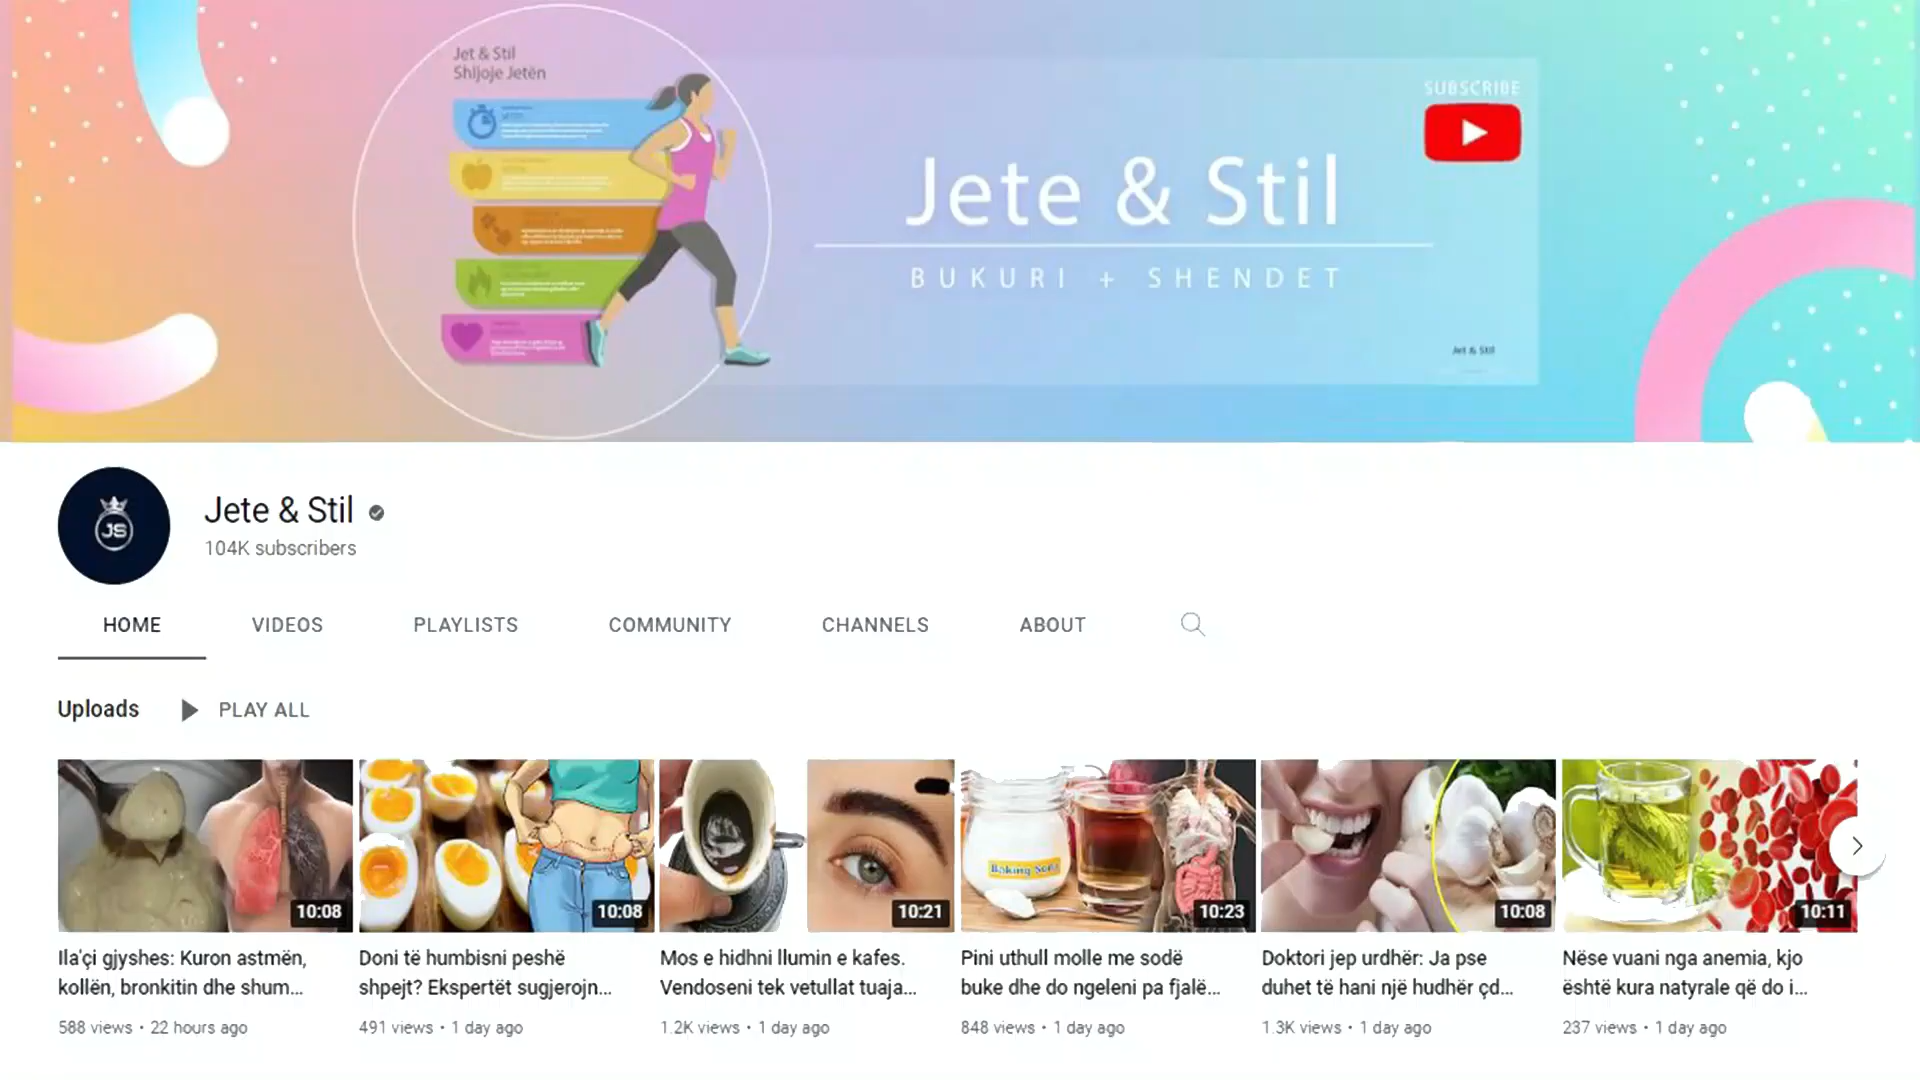 Jet & Stil
Shijoje Jetën
SUBSCRIBE
Jete & Stil
BUKURI + SHENDET
Jet & Stil
JS
Jete & Stil
104K subscribers
HOME VIDEOS PLAYLISTS COMMUNITY CHANNELS ABOUT
Uploads PLAY ALL
Baking Soda
10:08 10:08 10:21 10:23 10:08 10:11
Ila'çi gjyshes: Kuron astmën,
kollën, bronkitin dhe shum...
588 views • 22 hours ago
Doni të humbisni peshë
shpejt? Ekspertët sugjerojn...
491 views • 1 day ago
Mos e hidhni llumin e kafes.
Vendoseni tek vetullat tuaja...
1.2K views • 1 day ago
Pini uthull molle me sodë
buke dhe do ngeleni pa fjalë...
848 views • 1 day ago
Doktori jep urdhër: Ja pse
duhet të hani një hudhër çd...
1.3K views • 1 day ago
Nëse vuani nga anemia, kjo
është kura natyrale që do i...
237 views • 1 day ago